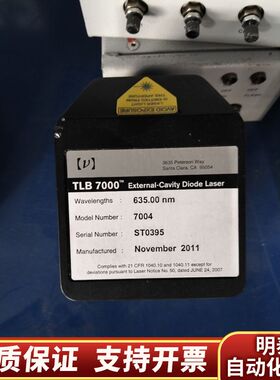 AVOID EXPOSURE
[ν]
3635 Peterson Way
Santa Clara, CA 95054
TLB 7000™ External-Cavity Diode Laser
Wavelengths : 635.00 nm
Model Number : 7004
Serial Number : ST0395
Manufactured : November 2011
Complies with 21 CFR 1040.10 and 1040.11 except for
deviations pursuant to Laser Notice No. 50, dated JUNE 24, 2007.
质保证 支持开票
明泰
自动化